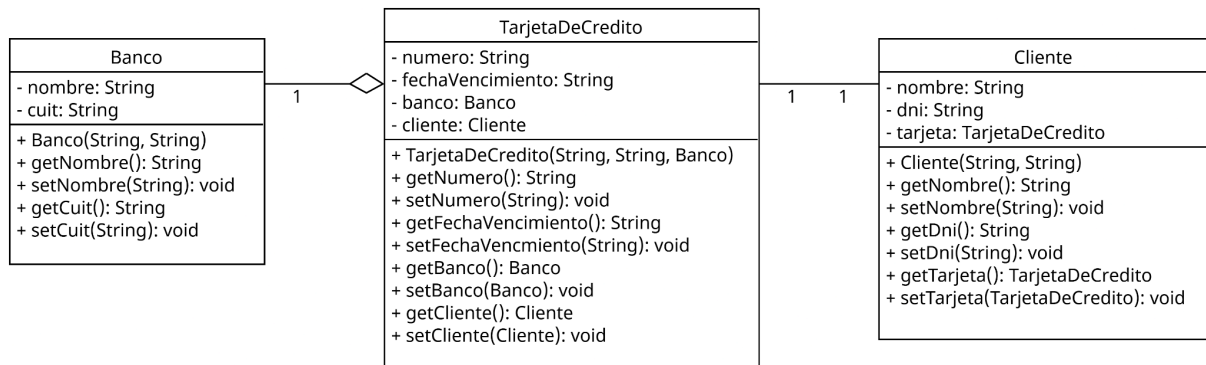 Banco
- nombre: String
- cuit: String
+ Banco(String, String)
+ getNombre(): String
+ setNombre(String): void
+ getCuit(): String
+ setCuit(String): void
1
TarjetaDeCredito
- numero: String
- fechaVencimiento: String
- banco: Banco
- cliente: Cliente
+ TarjetaDeCredito(String, String, Banco)
+ getNumero(): String
+ setNumero(String): void
+ getFechaVencimiento(): String
+ setFechaVencmiento(String): void
+ getBanco(): Banco
+ setBanco(Banco): void
+ getCliente(): Cliente
+ setCliente(Cliente): void
1 1
Cliente
- nombre: String
- dni: String
- tarjeta: TarjetaDeCredito
+ Cliente(String, String)
+ getNombre(): String
+ setNombre(String): void
+ getDni(): String
+ setDni(String): void
+ getTarjeta(): TarjetaDeCredito
+ setTarjeta(TarjetaDeCredito): void